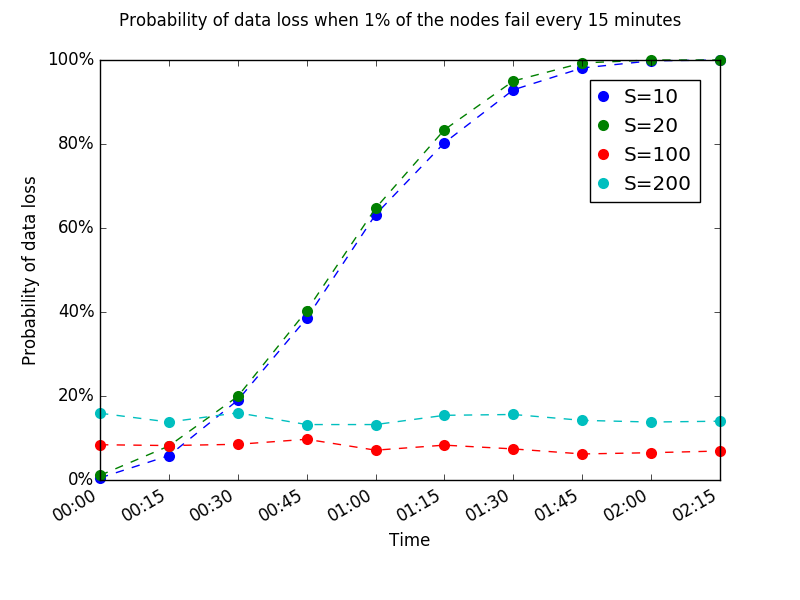 Probability of data loss when 1% of the nodes fail every 15 minutes
100%
80%
60%
40%
20%
0%
Probability of data loss
S=10
S=20
S=100
S=200
00:00
00:15
00:30
00:45
01:00
01:15
01:30
01:45
02:00
02:15
Time